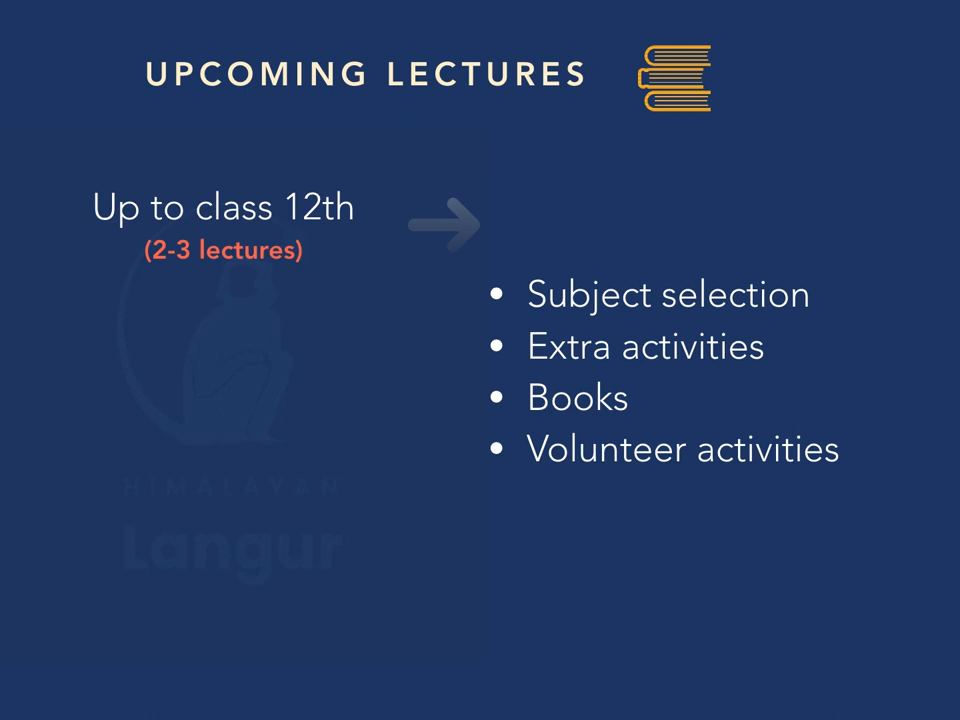 UPCOMING LECTURES
Up to class 12th
(2-3 lectures)
• Subject selection
• Extra activities
• Books
• Volunteer activities
HIMALAYAN
Langur